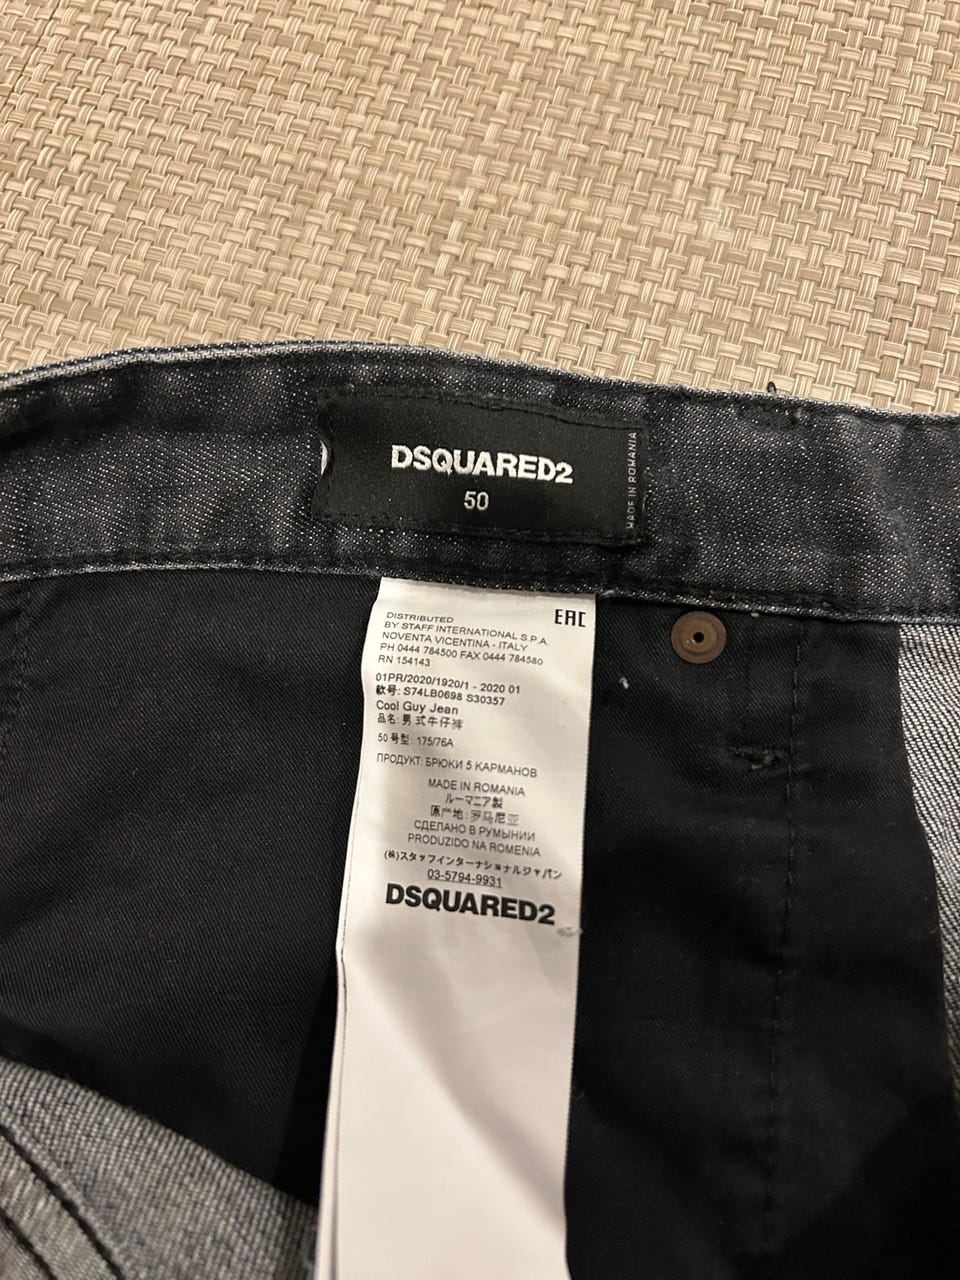 DSQUARED2
50
MADE IN ROMANIA
EAC
DISTRIBUTED
BY STAFF INTERNATIONAL S.P.A.
NOVENTA VICENTINA - ITALY
PH 0444 784500 FAX 0444 784580
RN 154143
01PR/2020/1920/1 - 2020 01
款号: S74LB0698 S30357
Cool Guy Jean
品名: 男式牛仔裤
50 号型: 175/76A
ПРОДУКТ: БРЮКИ 5 КАРМАНОВ
MADE IN ROMANIA
ルーマニア製
原产地: 罗马尼亚
СДЕЛАНО В РУМЫНИИ
PRODUZIDO NA ROMENIA
(株)スタッフインターナショナルジャパン
03-5794-9931
DSQUARED2